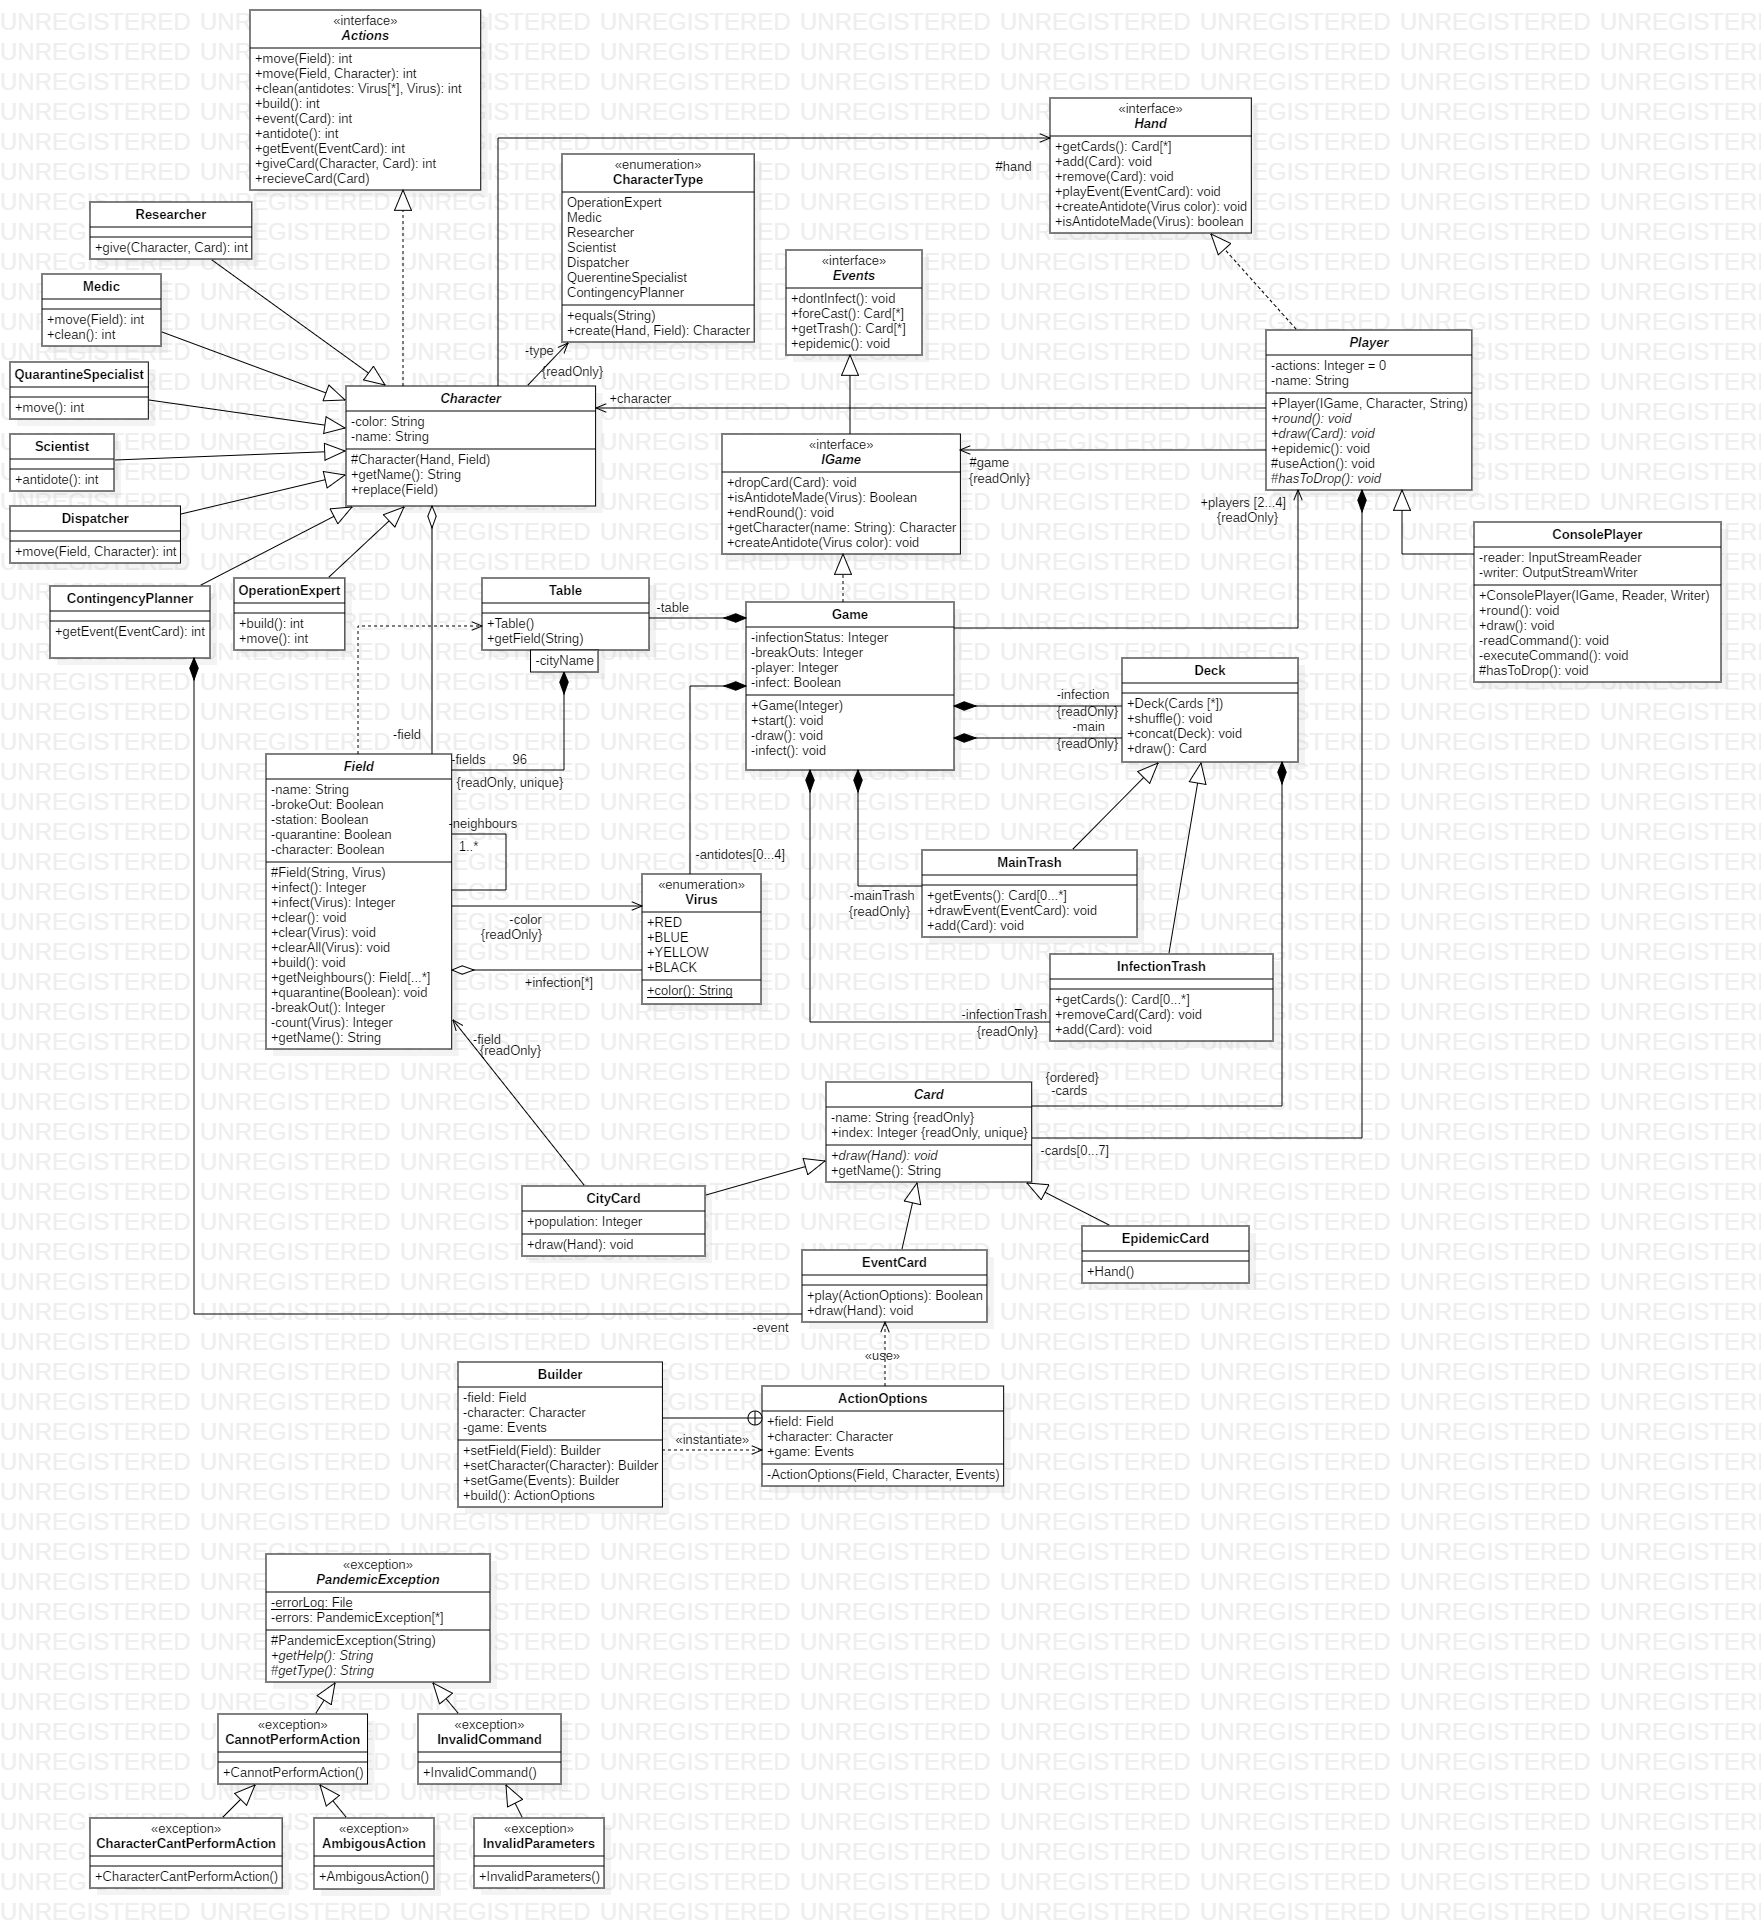 «interface»
Actions
+move(Field): int
+move(Field, Character): int
+clean(antidotes: Virus[*], Virus): int
+build(): int
+event(Card): int
+antidote(): int
+getEvent(EventCard): int
+giveCard(Character, Card): int
+recieveCard(Card)
«interface»
Hand
+getCards(): Card[*]
+add(Card): void
+remove(Card): void
+playEvent(EventCard): void
+createAntidote(Virus color): void
+isAntidoteMade(Virus): boolean
#hand
«enumeration»
CharacterType
OperationExpert
Medic
Researcher
Scientist
Dispatcher
QuerentineSpecialist
ContingencyPlanner
+equals(String)
+create(Hand, Field): Character
Researcher
+give(Character, Card): int
Medic
+move(Field): int
+clean(): int
QuarantineSpecialist
+move(): int
Scientist
+antidote(): int
Dispatcher
+move(Field, Character): int
ContingencyPlanner
+getEvent(EventCard): int
OperationExpert
+build(): int
+move(): int
«interface»
Events
+dontInfect(): void
+foreCast(): Card[*]
+getTrash(): Card[*]
+epidemic(): void
-type
{readOnly}
Character
-color: String
-name: String
#Character(Hand, Field)
+getName(): String
+replace(Field)
+character
Player
-actions: Integer = 0
-name: String
+Player(IGame, Character, String)
+round(): void
+draw(Card): void
+epidemic(): void
#useAction(): void
#hasToDrop(): void
«interface»
IGame
+dropCard(Card): void
+isAntidoteMade(Virus): Boolean
+endRound(): void
+getCharacter(name: String): Character
+createAntidote(Virus color): void
#game
{readOnly}
+players [2...4]
{readOnly}
ConsolePlayer
-reader: InputStreamReader
-writer: OutputStreamWriter
+ConsolePlayer(IGame, Reader, Writer)
+round(): void
+draw(): void
-readCommand(): void
-executeCommand(): void
#hasToDrop(): void
Table
+Table()
+getField(String)
-cityName
-table
Game
-infectionStatus: Integer
-breakOuts: Integer
-player: Integer
-infect: Boolean
+Game(Integer)
+start(): void
-draw(): void
-infect(): void
-infection
{readOnly}
-main
{readOnly}
Deck
+Deck(Cards [*])
+shuffle(): void
+concat(Deck): void
+draw(): Card
-field
-fields 96
{readOnly, unique}
Field
-name: String
-brokeOut: Boolean
-station: Boolean
-quarantine: Boolean
-character: Boolean
#Field(String, Virus)
+infect(): Integer
+infect(Virus): Integer
+clear(): void
+clear(Virus): void
+clearAll(Virus): void
+build(): void
+getNeighbours(): Field[...*]
+quarantine(Boolean): void
-breakOut(): Integer
-count(Virus): Integer
+getName(): String
-neighbours
1..*
-antidotes[0...4]
«enumeration»
Virus
+RED
+BLUE
+YELLOW
+BLACK
+color(): String
-color
{readOnly}
+infection[*]
MainTrash
+getEvents(): Card[0...*]
+drawEvent(EventCard): void
+add(Card): void
-mainTrash
{readOnly}
InfectionTrash
+getCards(): Card[0...*]
+removeCard(Card): void
+add(Card): void
-infectionTrash
{readOnly}
-field
{readOnly}
{ordered}
-cards
Card
-name: String {readOnly}
+index: Integer {readOnly, unique}
+draw(Hand): void
+getName(): String
-cards[0...7]
CityCard
+population: Integer
+draw(Hand): void
EpidemicCard
+Hand()
EventCard
+play(ActionOptions): Boolean
+draw(Hand): void
-event
«use»
Builder
-field: Field
-character: Character
-game: Events
+setField(Field): Builder
+setCharacter(Character): Builder
+setGame(Events): Builder
+build(): ActionOptions
«instantiate»
ActionOptions
+field: Field
+character: Character
+game: Events
-ActionOptions(Field, Character, Events)
«exception»
PandemicException
-errorLog: File
-errors: PandemicException[*]
#PandemicException(String)
+getHelp(): String
#getType(): String
«exception»
CannotPerformAction
+CannotPerformAction()
«exception»
InvalidCommand
+InvalidCommand()
«exception»
CharacterCantPerformAction
+CharacterCantPerformAction()
«exception»
AmbigousAction
+AmbigousAction()
«exception»
InvalidParameters
+InvalidParameters()